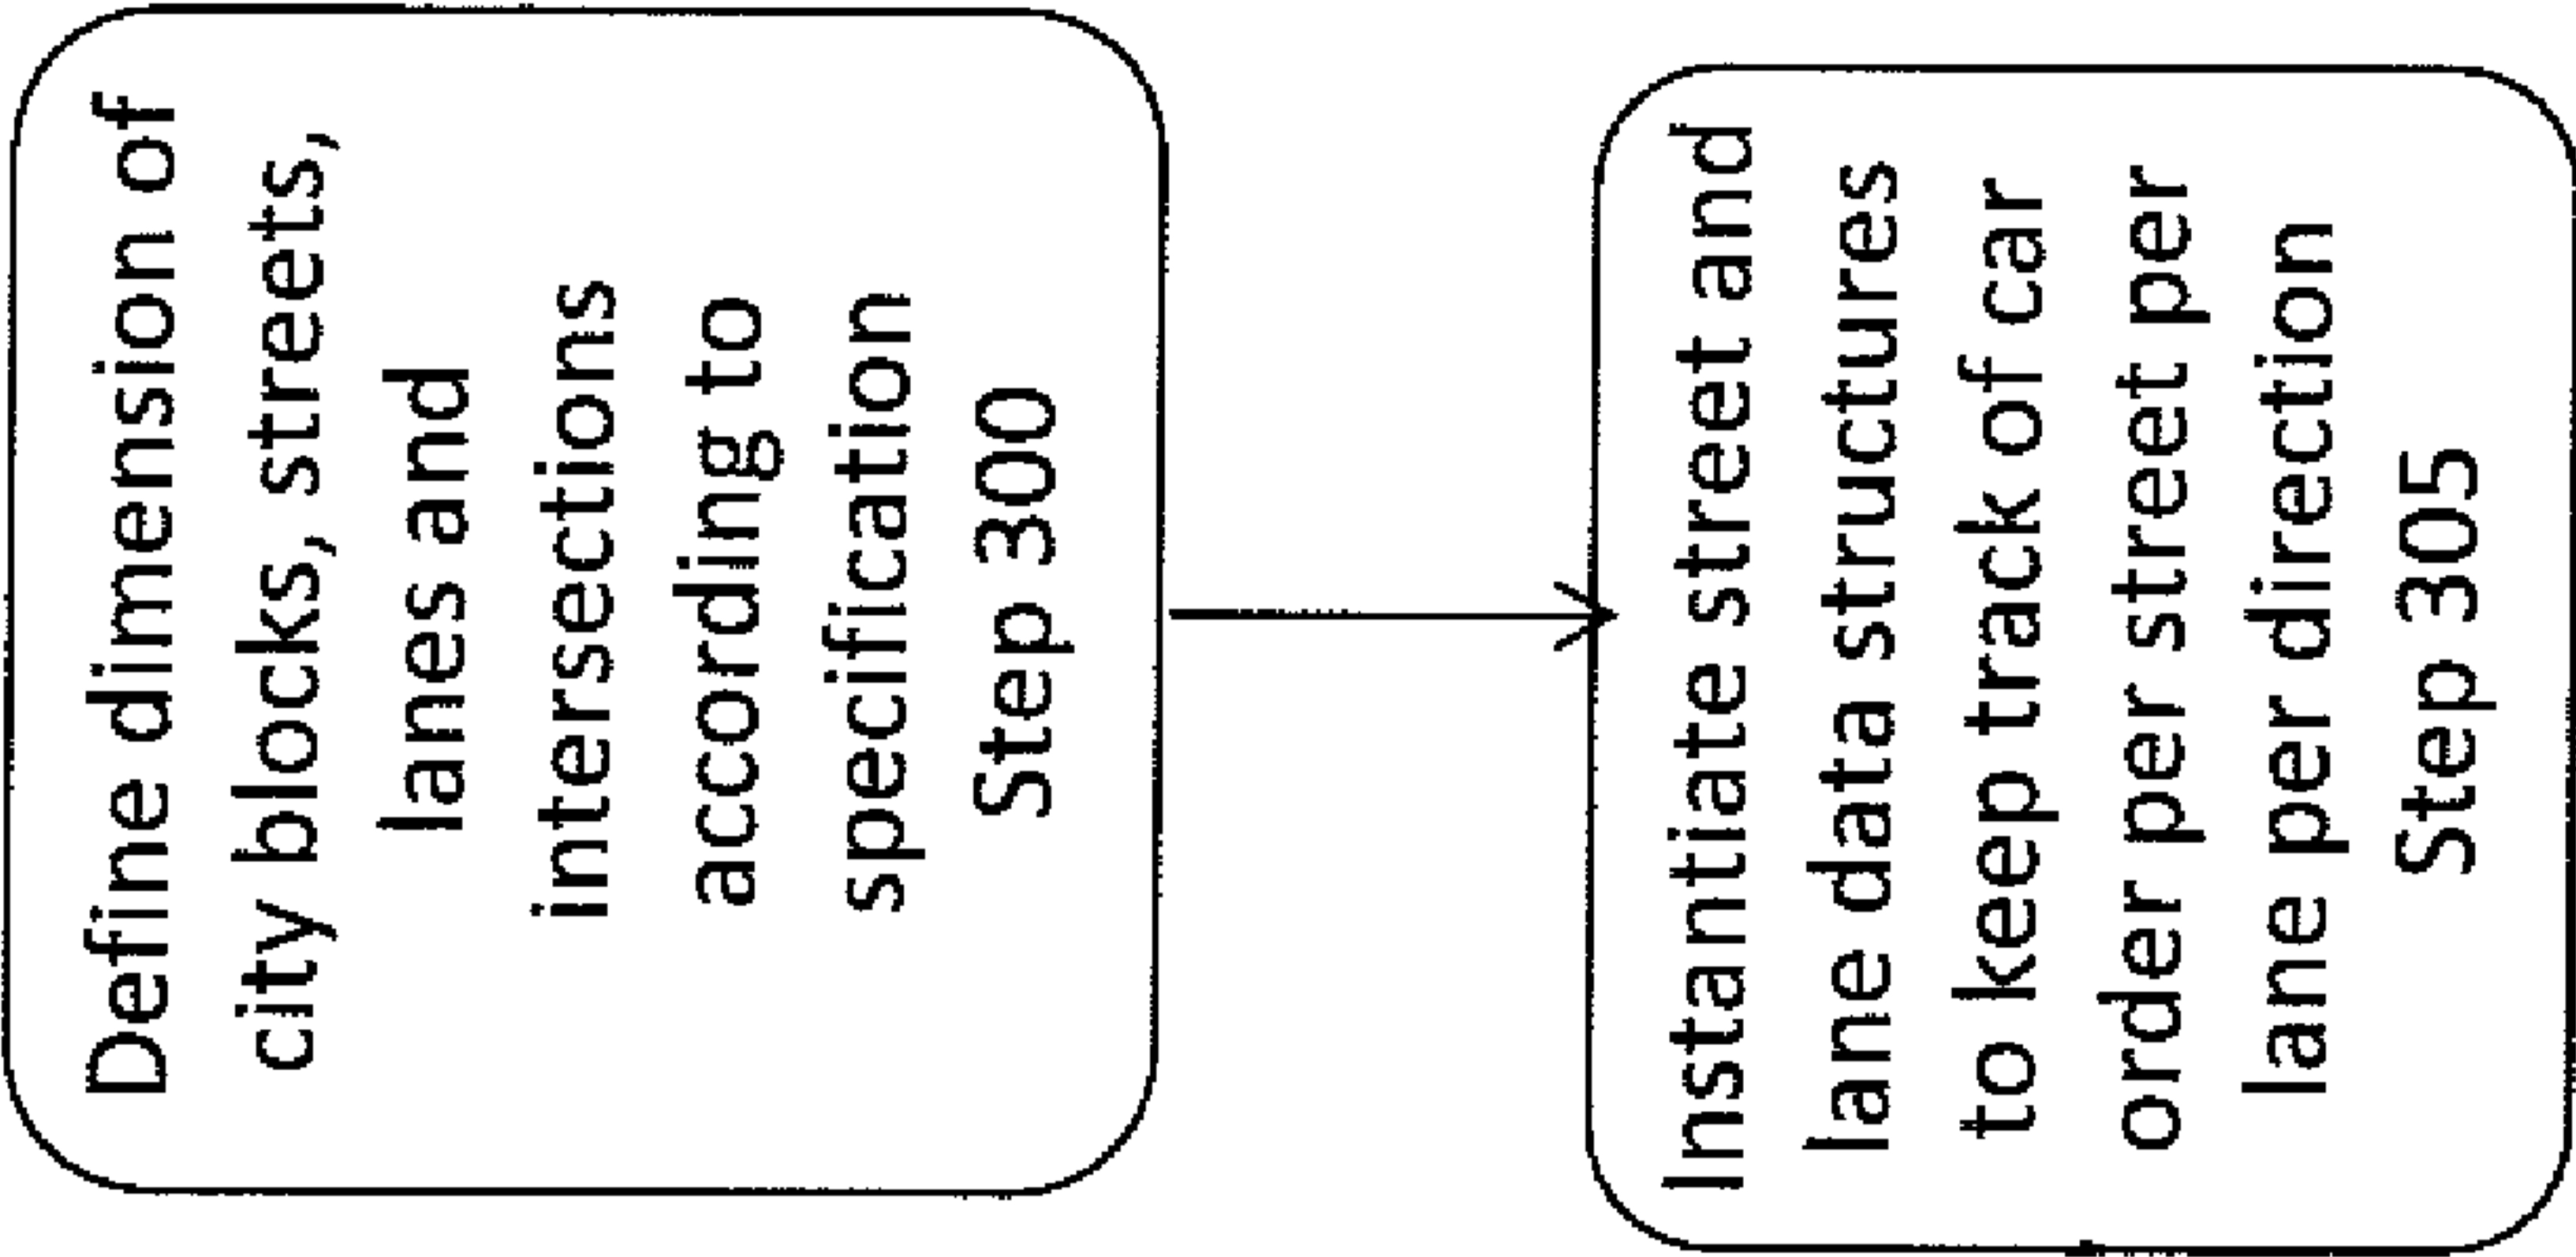 Define dimension of
city blocks, streets,
lanes and
intersections
according to
specification
Step 300
Instantiate street and
lane data structures
to keep track of car
order per street per
lane per direction
Step 305